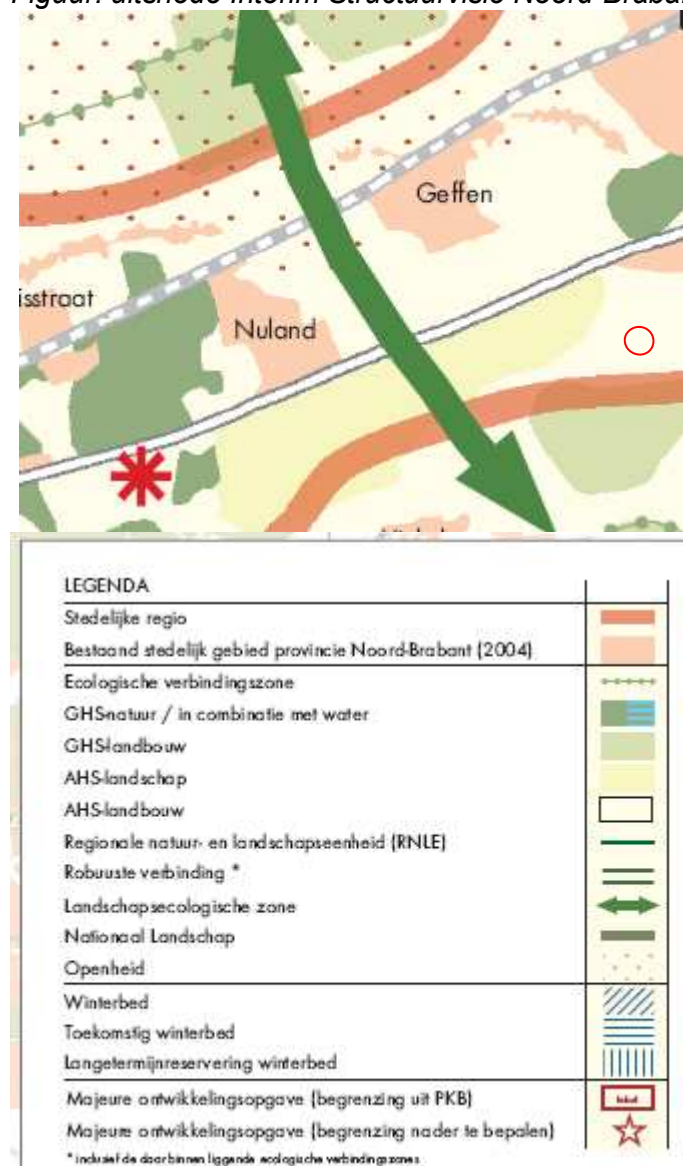 Figuur: uitsnede Interim Structuurvisie Noord-Braba
Geffen
isstraat
Nuland
LEGENDA
Stedelijke regio
Bestaand stedelijk gebied provincie Noord-Brabant (2004)
Ecologische verbindingszone
GHS-natuur / in combinatie met water
GHS-landbouw
AHS-landschap
AHS-landbouw
Regionale natuur- en landschapseenheid (RNLE)
Robuuste verbinding *
Landschapsecologische zone
Nationaal Landschap
Openheid
Winterbed
Toekomstig winterbed
Langetermijnreservering winterbed
Majeure ontwikkelingsopgave (begrenzing uit PKB)
Majeure ontwikkelingsopgave (begrenzing nader te bepalen)
* inclusief de daarbinnen liggende ecologische verbindingszones